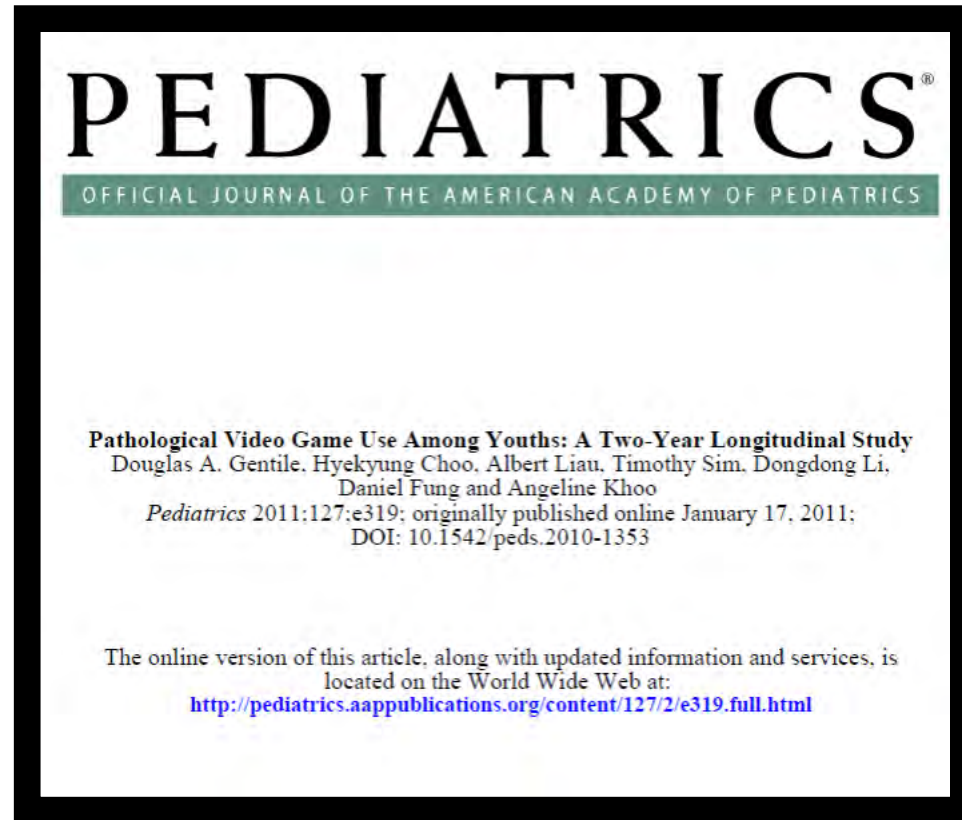 PEDIATRICS®
OFFICIAL JOURNAL OF THE AMERICAN ACADEMY OF PEDIATRICS
Pathological Video Game Use Among Youths: A Two-Year Longitudinal Study
Douglas A. Gentile, Hyekyung Choo, Albert Liau, Timothy Sim, Dongdong Li,
Daniel Fung and Angeline Khoo
Pediatrics 2011;127;e319; originally published online January 17, 2011;
DOI: 10.1542/peds.2010-1353
The online version of this article, along with updated information and services, is
located on the World Wide Web at:
http://pediatrics.aappublications.org/content/127/2/e319.full.html